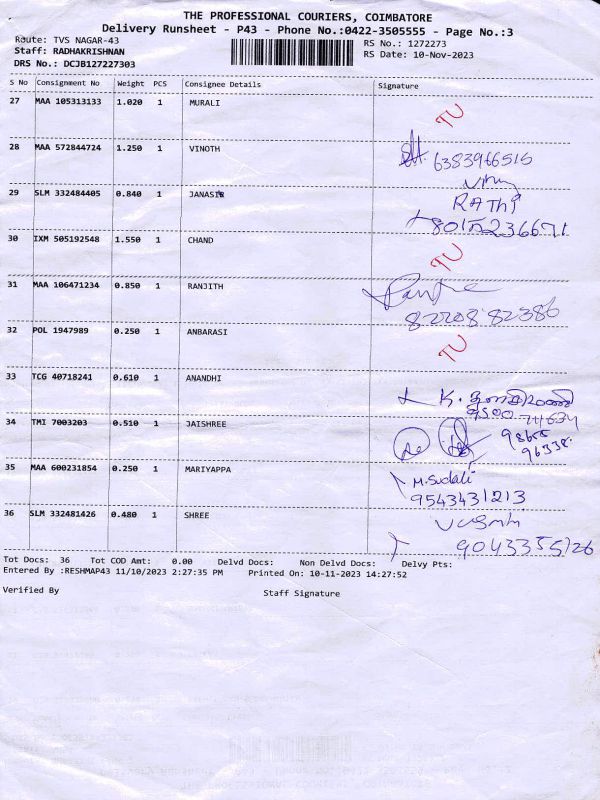 THE PROFESSIONAL COURIERS, COIMBATORE
Delivery Runsheet - P43 - Phone No.:0422-3505555 - Page No.:3
Route: TVS NAGAR-43
RS No.: 1272273
Staff: RADHAKRISHNAN
RS Date: 10-Nov-2023
DRS No.: DCJB127227303
S No Consignment No Weight PCS Consignee Details Signature
27 MAA 105313133 1.020 1 MURALI TU
28 MAA 572844724 1.250 1 VINOTH 6383966515
29 SLM 332484405 0.840 1 JANASIR RATHI
8015236671
30 IXM 505192548 1.550 1 CHAND TU
31 MAA 106471234 0.850 1 RANJITH
82208 82386
32 POL 1947989 0.250 1 ANBARASI TU
33 TCG 40718241 0.610 1 ANANDHI K.
34 TMI 7003203 0.510 1 JAISHREE
96338
35 MAA 600231854 0.250 1 MARIYAPPA M.Sudali
9543431213
36 SLM 332481426 0.480 1 SHREE
9043355126
Tot Docs: 36 Tot COD Amt: 0.00 Delvd Docs: Non Delvd Docs: Delvy Pts:
Entered By :RESHMAP43 11/10/2023 2:27:35 PM Printed On: 10-11-2023 14:27:52
Verified By Staff Signature